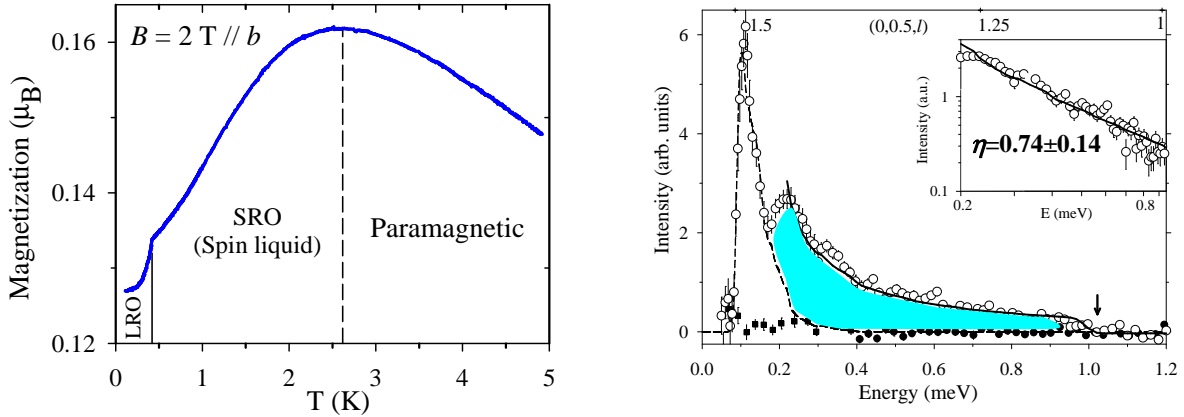 B = 2 T // b
Magnetization (μB)
0.16
0.14
0.12
LRO
SRO
(Spin liquid)
Paramagnetic
0 1 2 3 4 5
T (K)
1.5 (0,0.5,l) 1.25 1
Intensity (arb. units)
6
4
2
0
Intensity (a.u.)
1
0.1
η=0.74±0.14
0.2 0.4 0.8
E (meV)
0.0 0.2 0.4 0.6 0.8 1.0 1.2
Energy (meV)